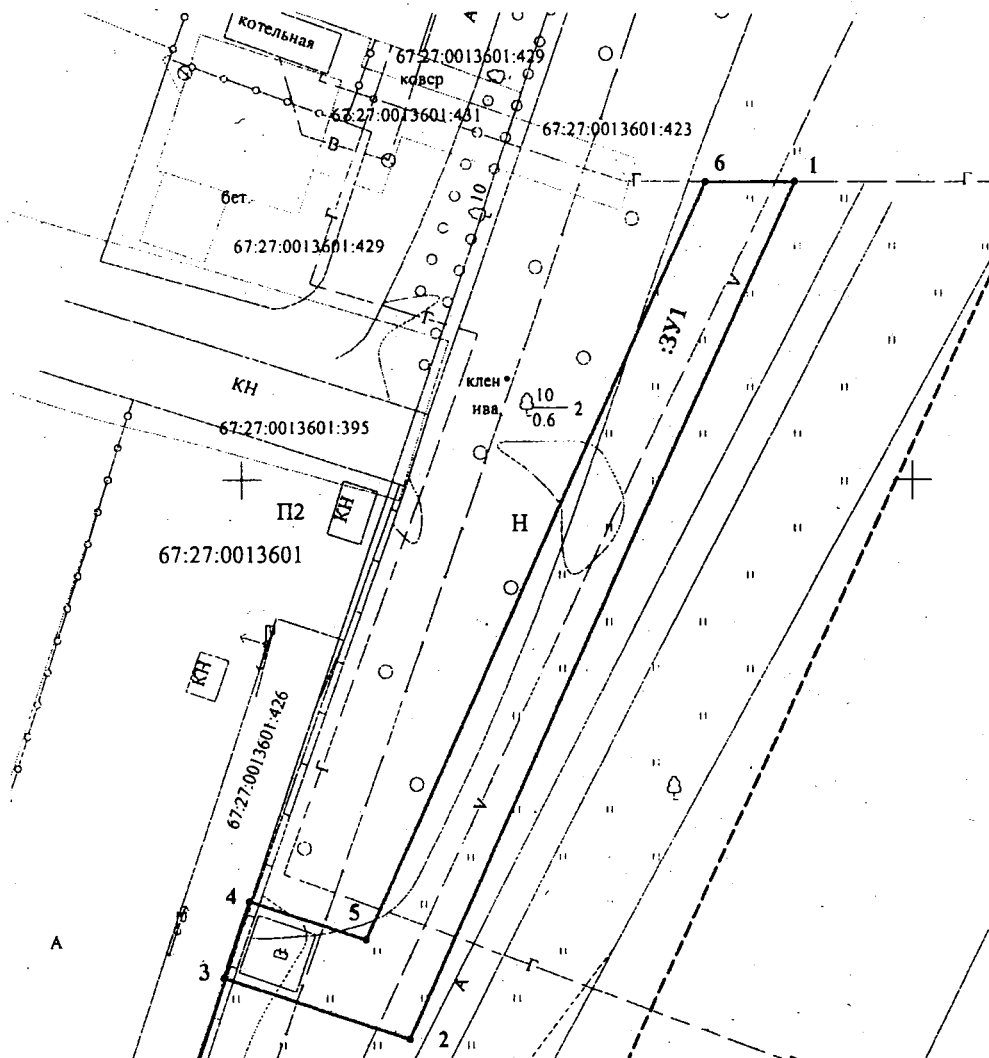 котельная
А
67:27:0013601:429
ковер
67:27:0013601:431
67:27:0013601:423
В
6
1
Г
Г
10
бет.
Г
67:27:0013601:429
V
:ЗУ1
Г
КН
клен
ива
10
0.6
2
67:27:0013601:395
П2
КН
Н
67:27:0013601
КН
67:27:0013601:426
Г
V
4
5
А
В
3
Г
А
2